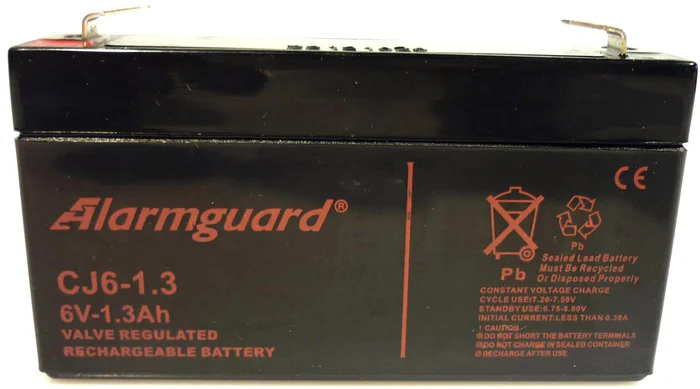 Alarmguard®
CJ6-1.3
6V-1.3Ah
VALVE REGULATED
RECHARGEABLE BATTERY
CE
Pb
Pb
Sealed Lead Battery
Must Be Recycled
Or Disposed Properly
CONSTANT VOLTAGE CHARGE
CYCLE USE:7.20-7.50V
STANDBY USE:6.75-6.90V
INITIAL CURRENT:LESS THAN 0.39A
CAUTION:
DO NOT SHORT THE BATTERY TERMINALS
DO NOT CHARGE IN SEALED CONTAINER
RECHARGE AFTER USE